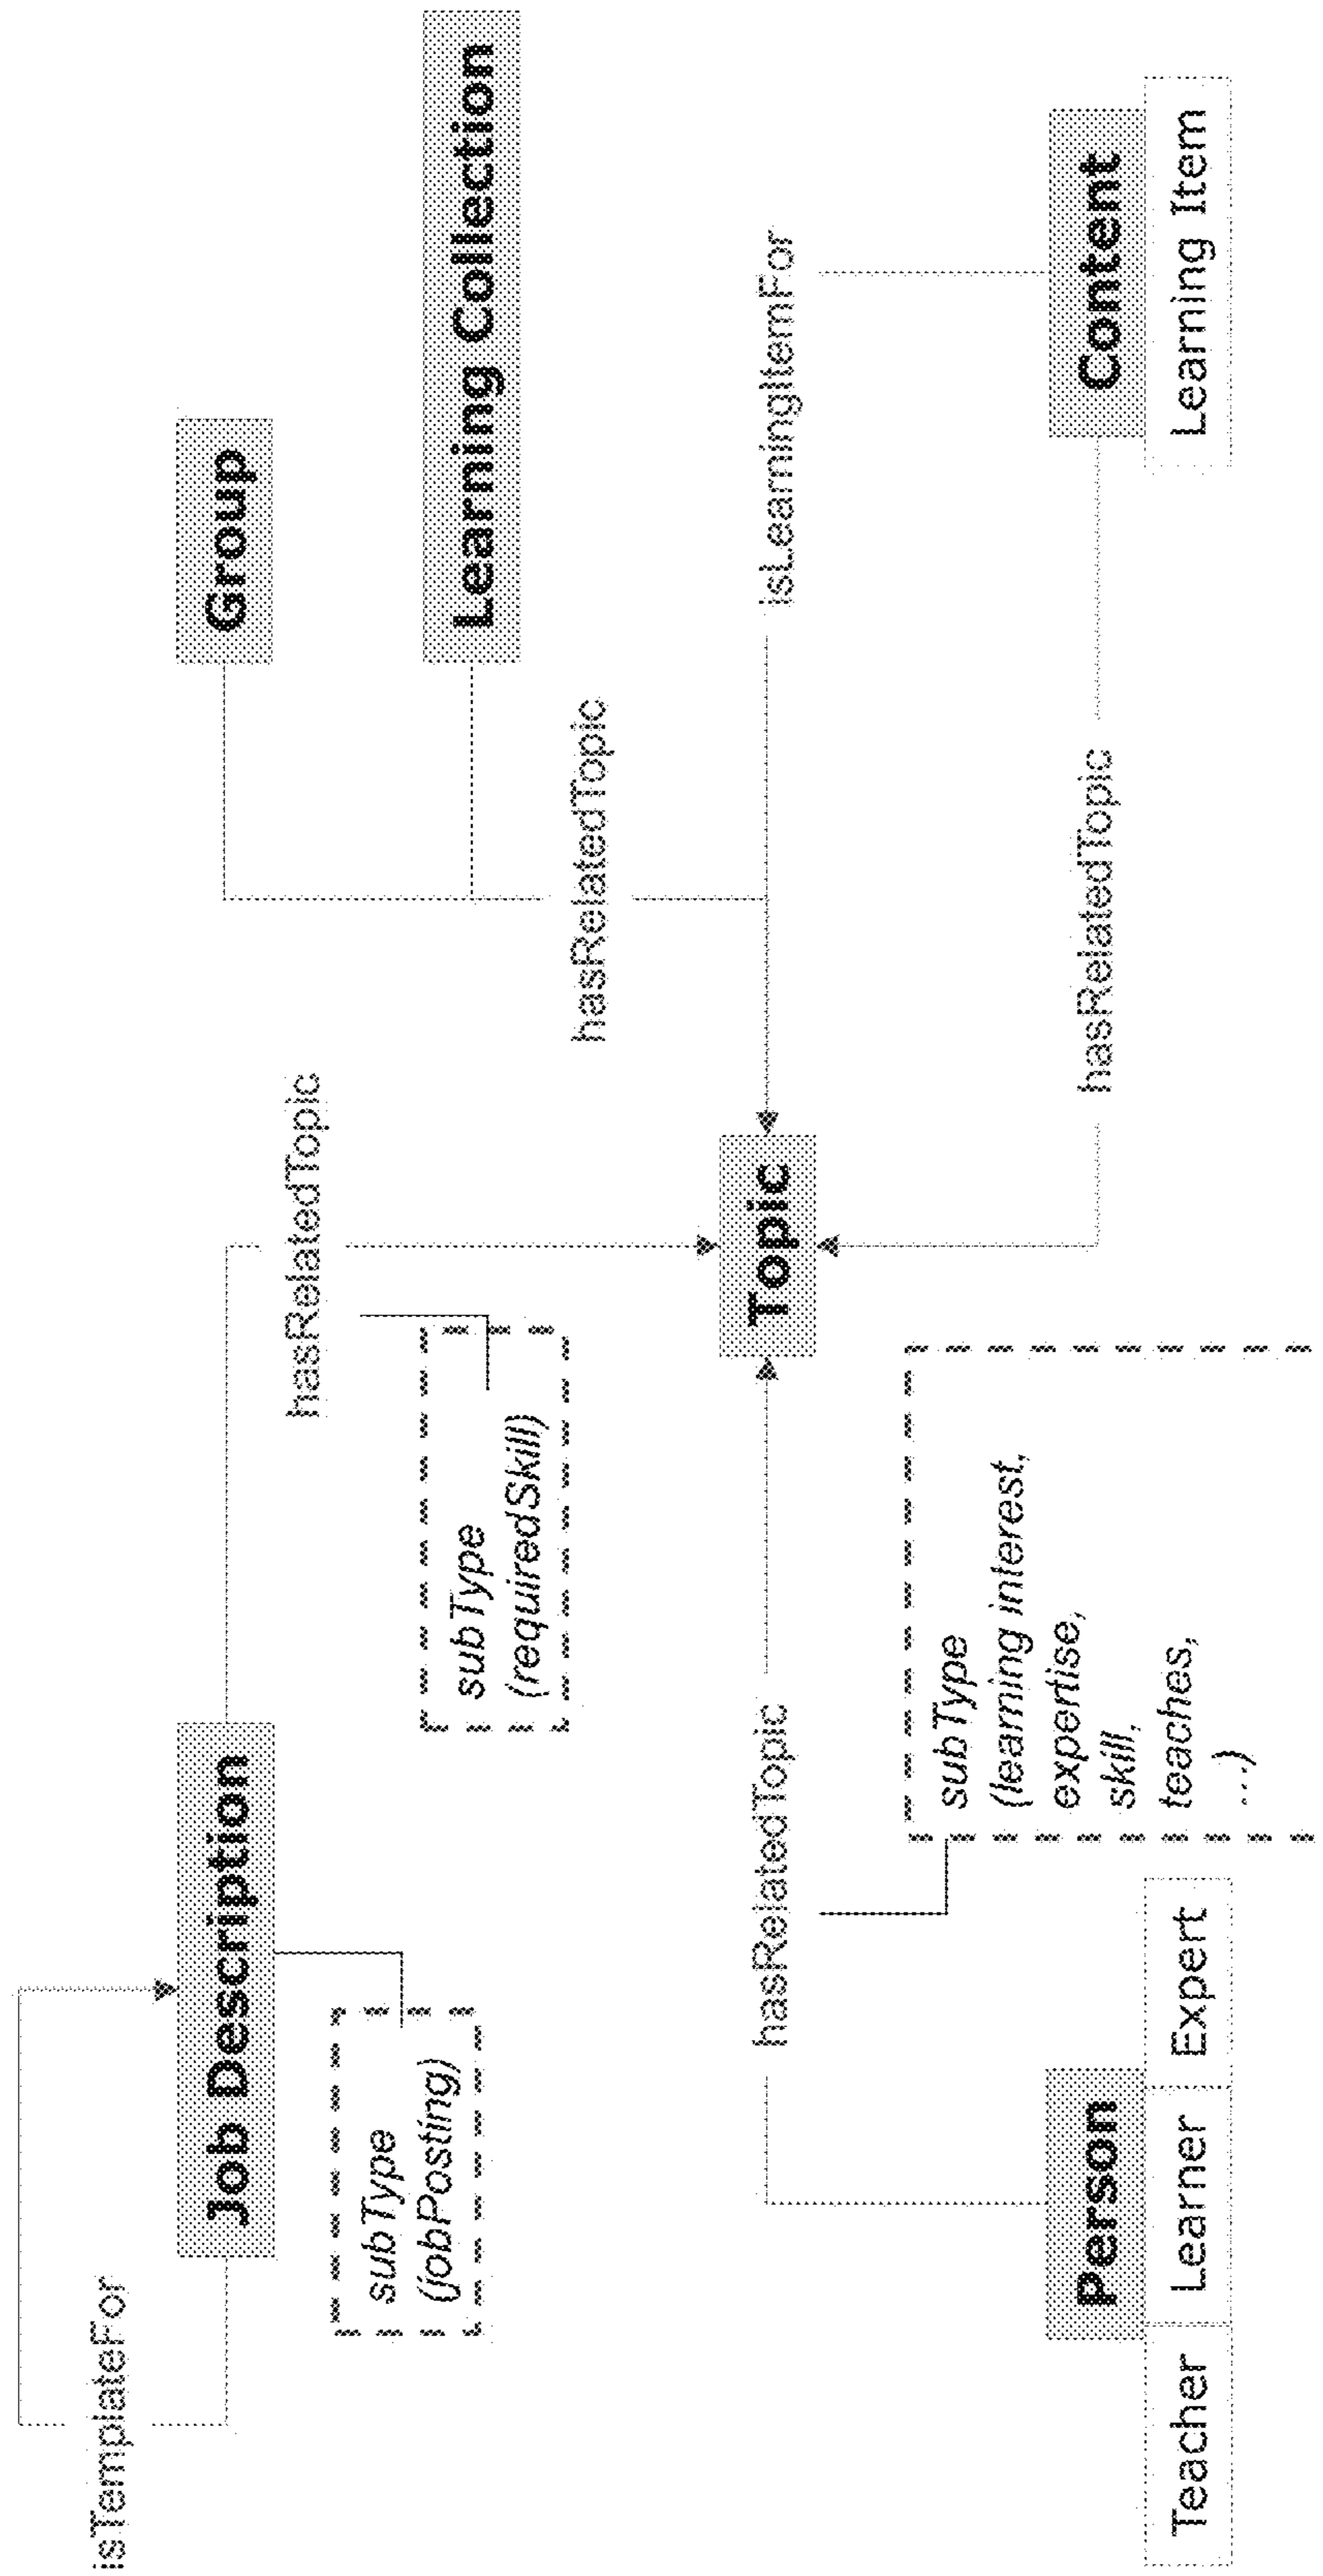 isTemplateFor
Job Description
subType
(jobPosting)
hasRelatedTopic
subType
(requiredSkill)
Group
Learning Collection
hasRelatedTopic
Topic
isLearningItemFor
hasRelatedTopic
subType
(learning interest,
expertise,
skill,
teaches,
...)
Person
Teacher
Learner
Expert
hasRelatedTopic
Content
Learning Item